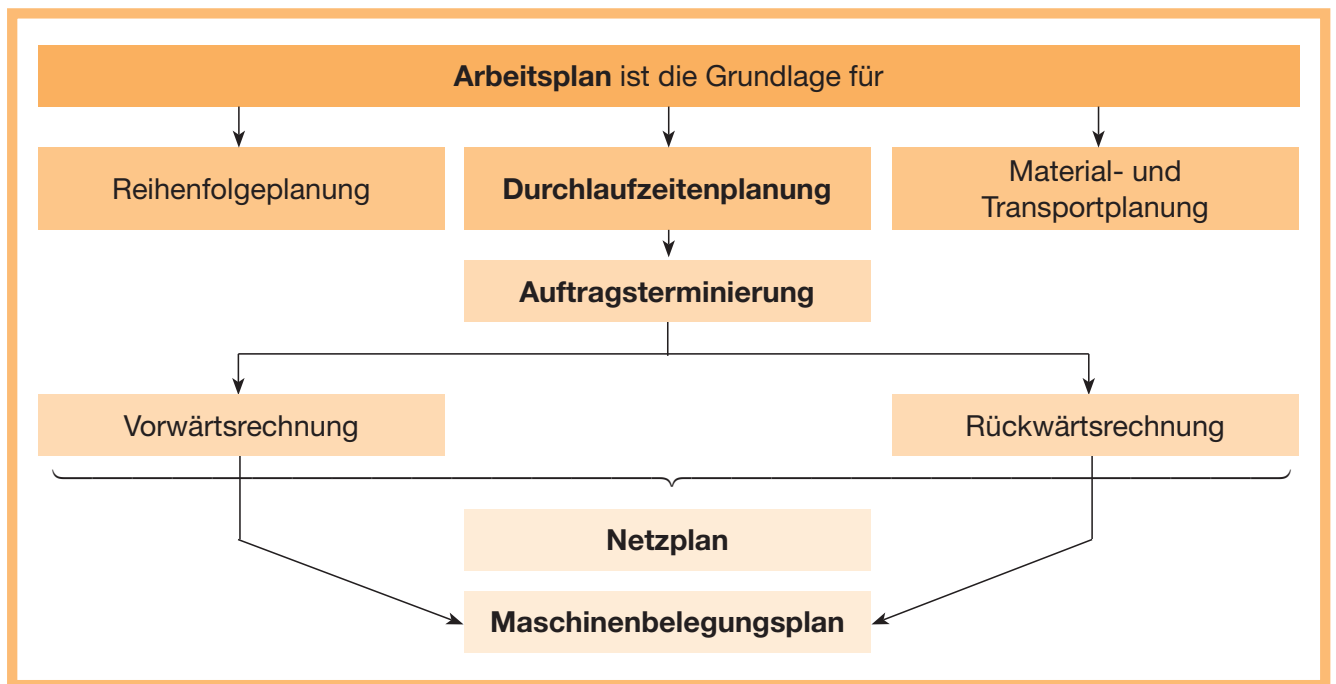 Arbeitsplan ist die Grundlage für
Reihenfolgeplanung
Durchlaufzeitenplanung
Material- und
Transportplanung
Auftragsterminierung
Vorwärtsrechnung
Rückwärtsrechnung
Netzplan
Maschinenbelegungsplan